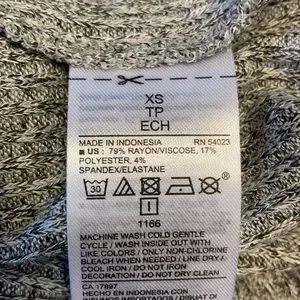 XS
TP
ECH
MADE IN INDONESIA RN 54023
■ US : 79% RAYON/VISCOSE, 17%
POLYESTER, 4%
SPANDEX/ELASTANE
30
I
1166
MACHINE WASH COLD GENTLE
CYCLE / WASH INSIDE OUT WITH
LIKE COLORS / ONLY NON-CHLORINE
BLEACH WHEN NEEDED / LINE DRY /
COOL IRON / DO NOT IRON
DECORATION / DO NOT DRY CLEAN
CA 17897
HECHO EN INDONESIA CON
INSUMOS IMPORTADOS /